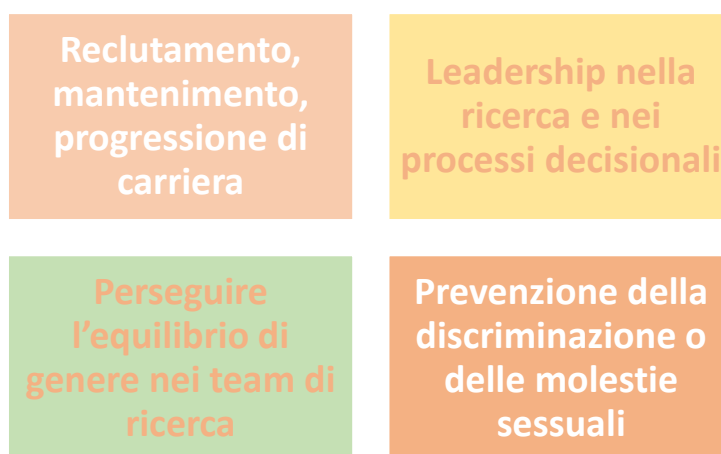 Reclutamento,
mantenimento,
progressione di
carriera
Leadership nella
ricerca e nei
processi decisionali
Perseguire
l’equilibrio di
genere nei team di
ricerca
Prevenzione della
discriminazione o
delle molestie
sessuali